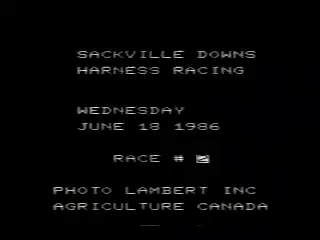 SACKVILLE DOWNS
HARNESS RACING
WEDNESDAY
JUNE 18 1986
RACE #
PHOTO LAMBERT INC
AGRICULTURE CANADA